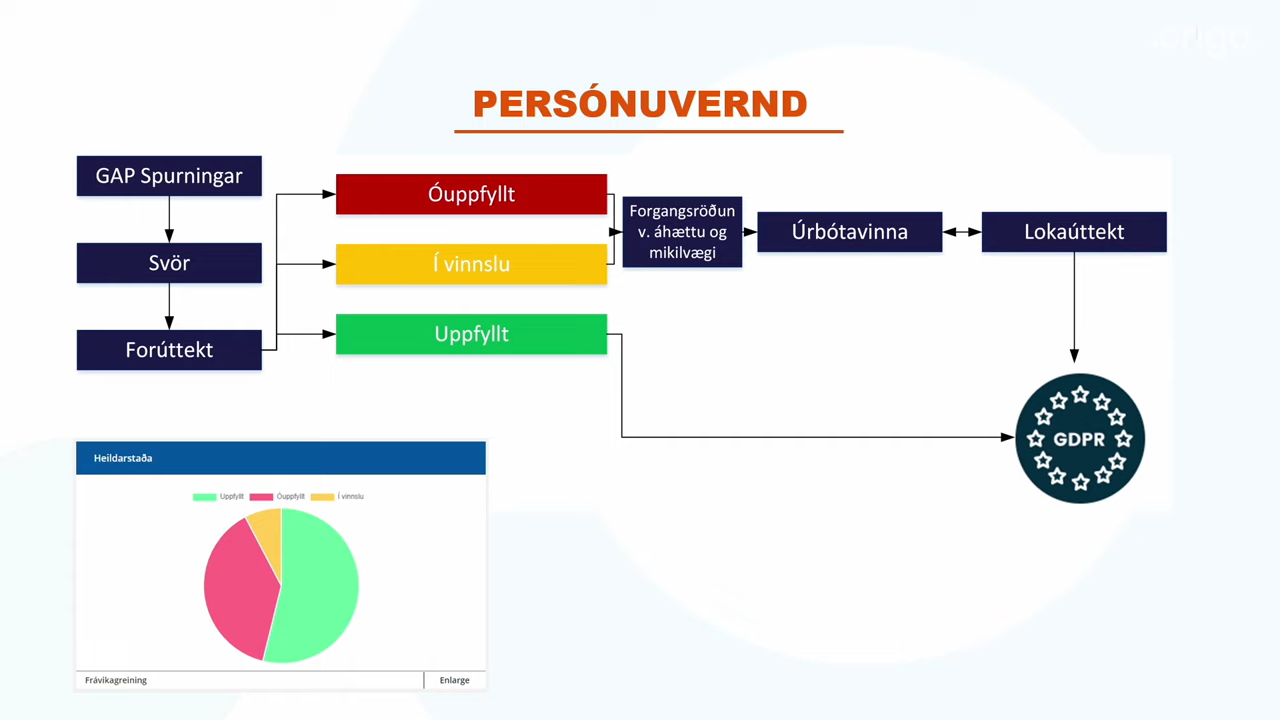 .origo
PERSÓNUVERND
GAP Spurningar
Svör
Forúttekt
Óuppfyllt
Í vinnslu
Uppfyllt
Forgangsröðun
v. áhættu og
mikilvægi
Úrbótavinna
Lokaúttekt
GDPR
Heildarstaða
Uppfyllt Óuppfyllt Í vinnslu
Frávikagreining
Enlarge